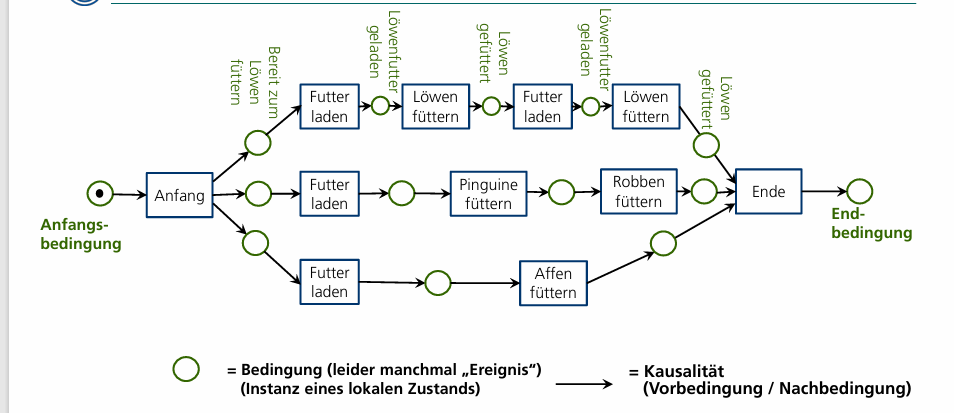 Bereit zum
Löwen
füttern
Löwenfutter
geladen
Löwen
gefüttert
Löwenfutter
geladen
Löwen
gefüttert
Futter
laden
Löwen
füttern
Futter
laden
Löwen
füttern
Anfang
Futter
laden
Pinguine
füttern
Robben
füttern
Ende
Anfangs-
bedingung
End-
bedingung
Futter
laden
Affen
füttern
= Bedingung (leider manchmal „Ereignis“)
(Instanz eines lokalen Zustands)
= Kausalität
(Vorbedingung / Nachbedingung)